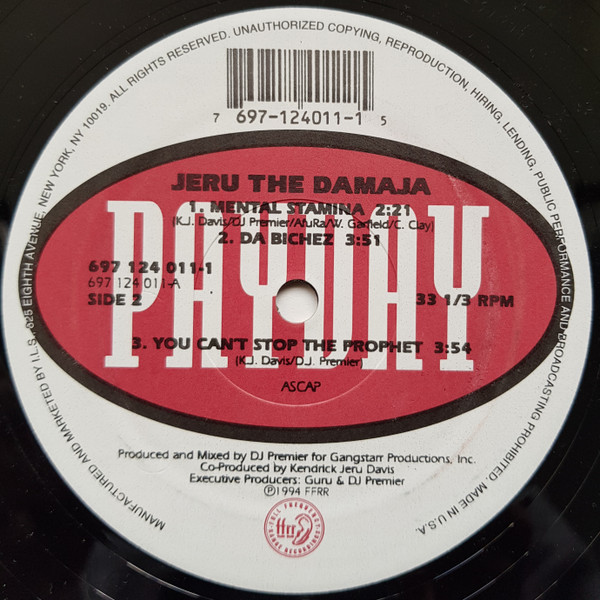 MANUFACTURED AND MARKETED BY I.L.S., 825 EIGHTH AVENUE, NEW YORK, NY 10019. ALL RIGHTS RESERVED. UNAUTHORIZED COPYING, REPRODUCTION, HIRING, LENDING, PUBLIC PERFORMANCE AND BROADCASTING PROHIBITED. MADE IN U.S.A.
7 697-124011-1 5
PAYDAY
JERU THE DAMAJA
1. MENTAL STAMINA 2:21
(K.J. Davis/DJ Premier/AfuRa/W. Garfield/C. Clay)
2. DA BICHEZ 3:51
697 124 011-1
697 124 011-A
SIDE 2
33 1/3 RPM
3. YOU CAN'T STOP THE PROPHET 3:54
(K.J. Davis/D.J. Premier)
ASCAP
Produced and Mixed by DJ Premier for Gangstarr Productions, Inc.
Co-Produced by Kendrick Jeru Davis
Executive Producers: Guru & DJ Premier
Ⓟ©1994 FFRR
FULL FREQUENCY
RANGE RECORDINGS
ffrr